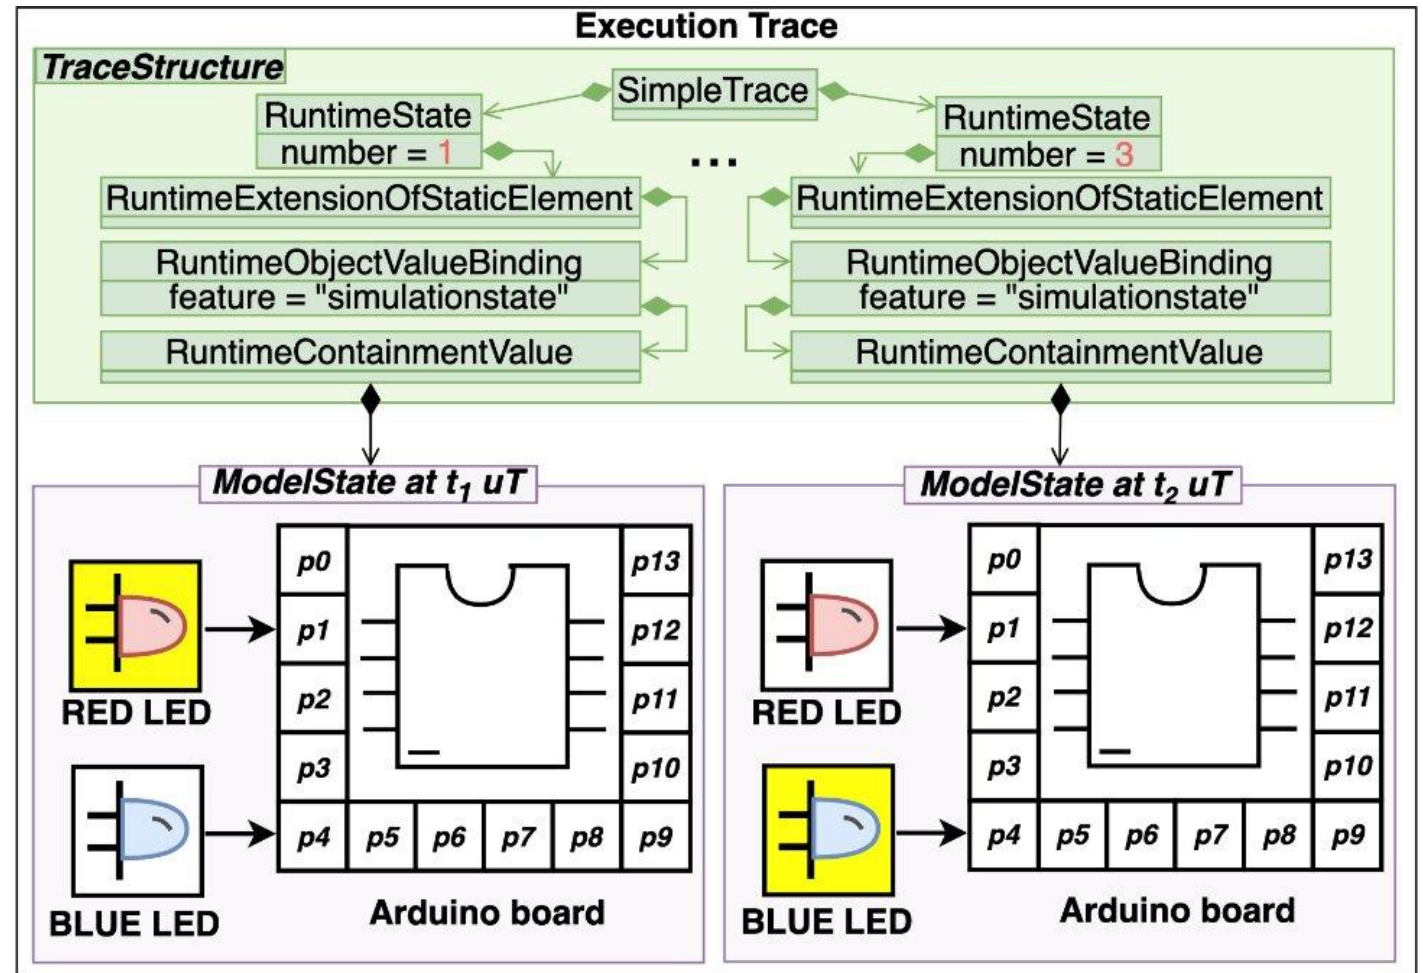 Execution Trace
TraceStructure
SimpleTrace
RuntimeState
number = 1
RuntimeExtensionOfStaticElement
RuntimeObjectValueBinding
feature = "simulationstate"
RuntimeContainmentValue
...
RuntimeState
number = 3
RuntimeExtensionOfStaticElement
RuntimeObjectValueBinding
feature = "simulationstate"
RuntimeContainmentValue
ModelState at t1 uT
RED LED
BLUE LED
p0
p1
p2
p3
p4 p5 p6 p7 p8 p9
p13
p12
p11
p10
Arduino board
ModelState at t2 uT
RED LED
BLUE LED
p0
p1
p2
p3
p4 p5 p6 p7 p8 p9
p13
p12
p11
p10
Arduino board